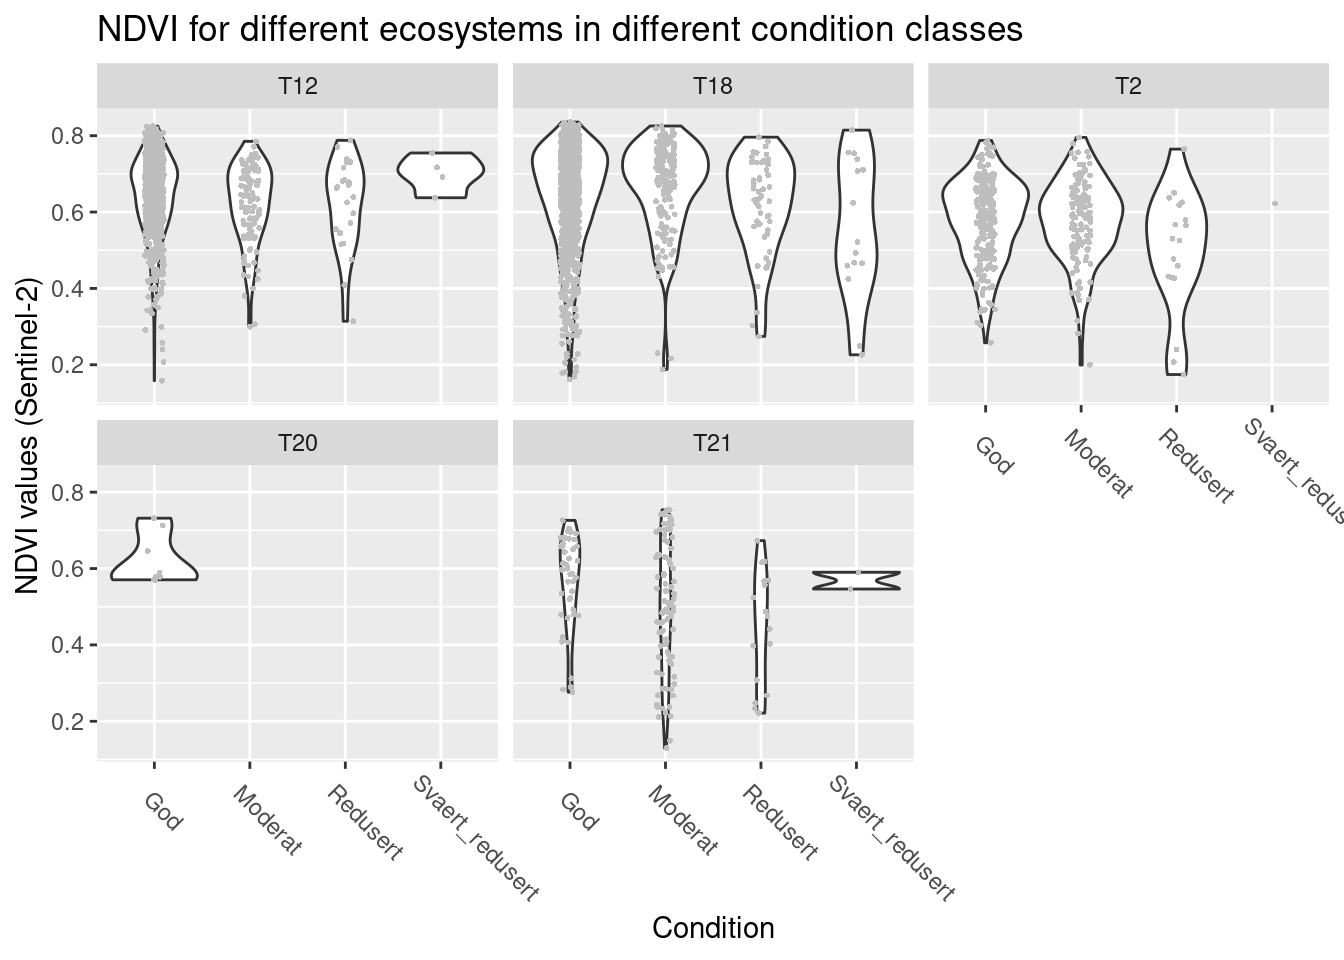 NDVI for different ecosystems in different condition classes
T12
T18
T2
0.8
0.6
0.4
0.2
God
Moderat
Redusert
Svaert_redus
NDVI values (Sentinel-2)
T20
T21
0.8
0.6
0.4
0.2
God
Moderat
Redusert
Svaert_redusert
God
Moderat
Redusert
Svaert_redusert
Condition